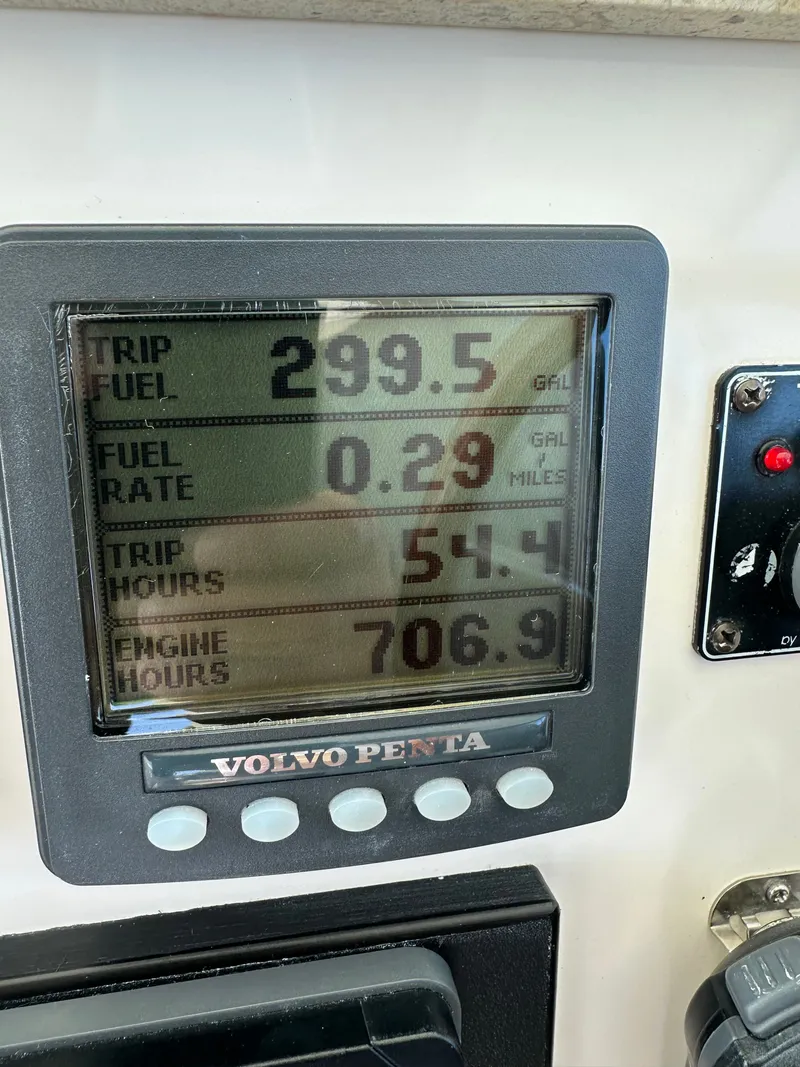 TRIP FUEL 299.5 GAL
FUEL RATE 0.29 GAL / MILES
TRIP HOURS 54.4
ENGINE HOURS 706.9
VOLVO PENTA
by